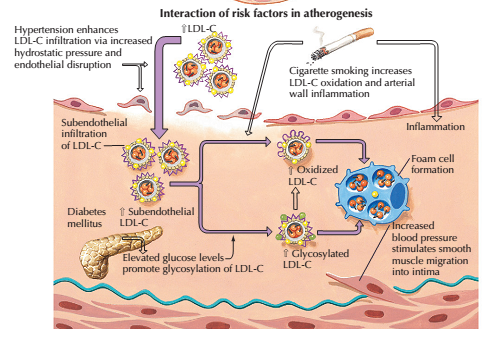 Interaction of risk factors in atherogenesis
Hypertension enhances
LDL-C infiltration via increased
hydrostatic pressure and
endothelial disruption
⇧LDL-C
Cigarette smoking increases
LDL-C oxidation and arterial
wall inflammation
Subendothelial
infiltration
of LDL-C
Inflammation
⇧ Oxidized
LDL-C
Foam cell
formation
Diabetes
mellitus
⇧ Subendothelial
LDL-C
Elevated glucose levels
promote glycosylation of LDL-C
⇧ Glycosylated
LDL-C
Increased
blood pressure
stimulates smooth
muscle migration
into intima